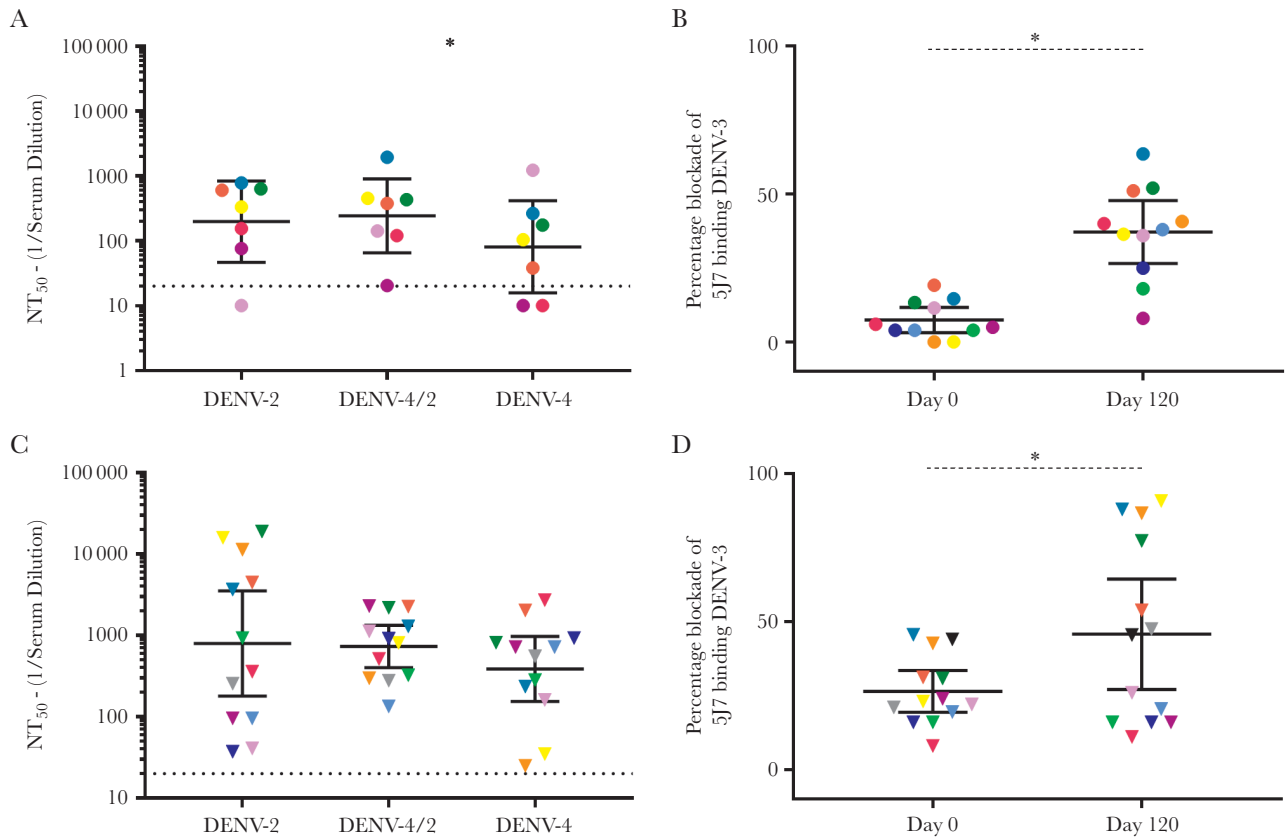 A
100 000
10 000
1000
100
10
1
NT50 - (1/Serum Dilution)
*
DENV-2 DENV-4/2 DENV-4
B
100
50
0
Percentage blockade of
5J7 binding DENV-3
*
Day 0 Day 120
C
100 000
10 000
1000
100
10
NT50 - (1/Serum Dilution)
DENV-2 DENV-4/2 DENV-4
D
100
50
0
Percentage blockade of
5J7 binding DENV-3
*
Day 0 Day 120